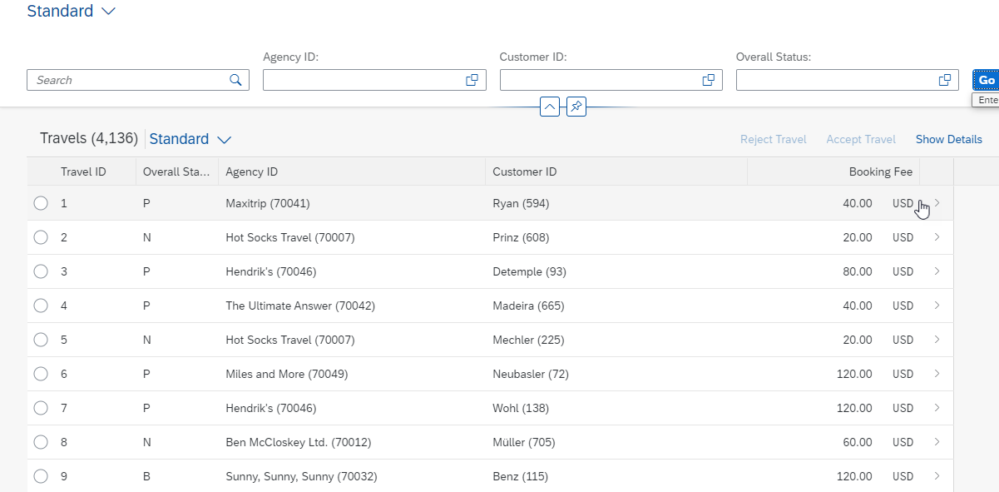 Standard
Agency ID: Customer ID: Overall Status:
Search Go
Ente
Travels (4,136) Standard Reject Travel Accept Travel Show Details
Travel ID Overall Sta... Agency ID Customer ID Booking Fee
1 P Maxitrip (70041) Ryan (594) 40.00 USD
2 N Hot Socks Travel (70007) Prinz (608) 20.00 USD
3 P Hendrik's (70046) Detemple (93) 80.00 USD
4 P The Ultimate Answer (70042) Madeira (665) 40.00 USD
5 N Hot Socks Travel (70007) Mechler (225) 20.00 USD
6 P Miles and More (70049) Neubasler (72) 120.00 USD
7 P Hendrik's (70046) Wohl (138) 120.00 USD
8 N Ben McCloskey Ltd. (70012) Müller (705) 60.00 USD
9 B Sunny, Sunny, Sunny (70032) Benz (115) 120.00 USD